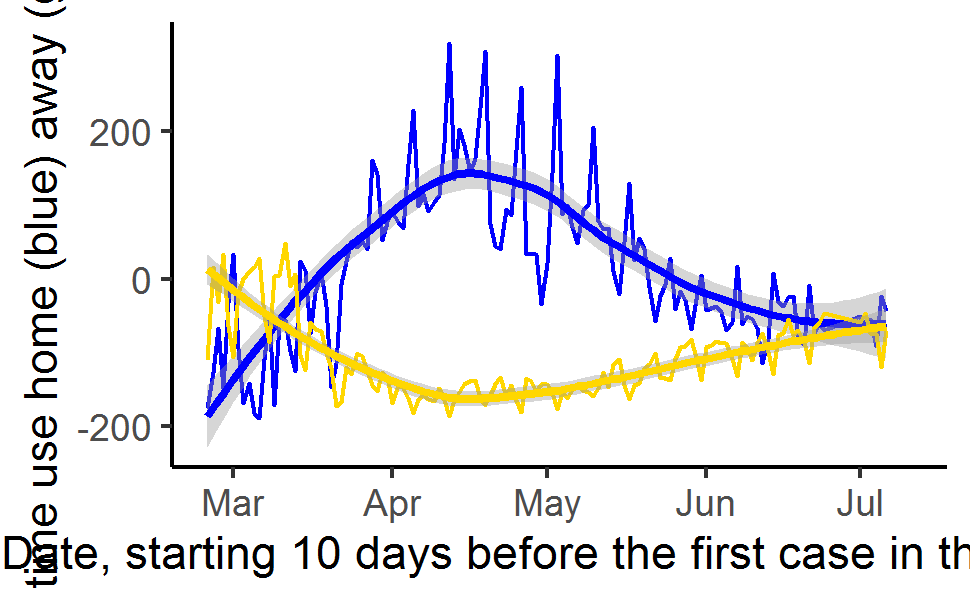 time use home (blue) away (
200
0
-200
Mar Apr May Jun Jul
Date, starting 10 days before the first case in th